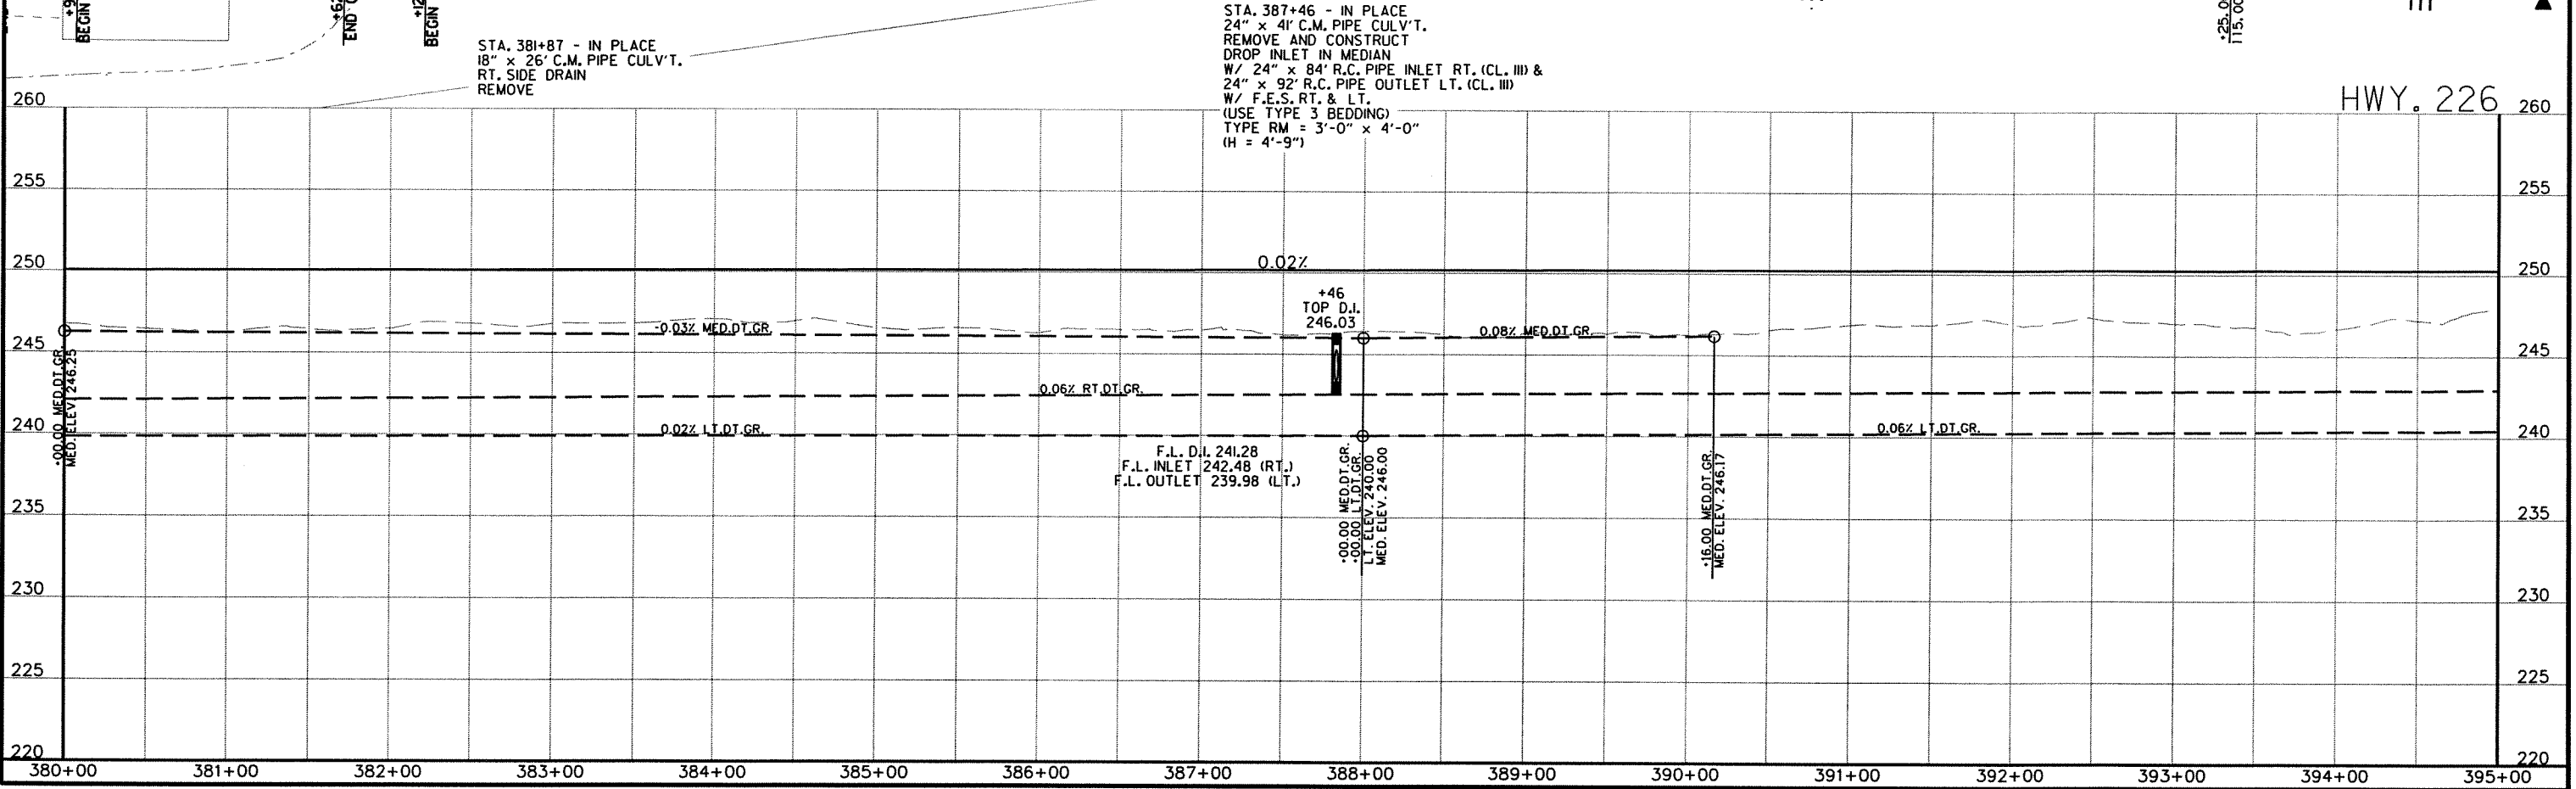 +9
BEGIN
+62
END
+12
BEGIN
STA. 381+87 - IN PLACE
18" x 26' C.M. PIPE CULV'T.
RT. SIDE DRAIN
REMOVE
STA. 387+46 - IN PLACE
24" x 41' C.M. PIPE CULV'T.
REMOVE AND CONSTRUCT
DROP INLET IN MEDIAN
W/ 24" x 84' R.C. PIPE INLET RT. (CL. III) &
24" x 92' R.C. PIPE OUTLET LT. (CL. III)
W/ F.E.S. RT. & LT.
(USE TYPE 3 BEDDING)
TYPE RM = 3'-0" x 4'-0"
(H = 4'-9")
+25.0
115.00
HWY. 226
260 260
255 255
250 250
0.02%
+46
TOP D.I.
246.03
-0.03% MED.DT.GR.
0.08% MED.DT.GR.
245 245
+00.00 MED.DT.GR.
MED. ELEV. 246.25
0.06% RT.DT.GR.
0.02% LT.DT.GR.
0.06% LT.DT.GR.
240 240
F.L. D.I. 241.28
F.L. INLET 242.48 (RT.)
F.L. OUTLET 239.98 (LT.)
+00.00 MED.DT.GR.
+00.00 LT.DT.GR.
LT. ELEV. 240.00
MED. ELEV. 246.00
+16.00 MED.DT.GR.
MED. ELEV. 246.17
235 235
230 230
225 225
220 220
380+00 381+00 382+00 383+00 384+00 385+00 386+00 387+00 388+00 389+00 390+00 391+00 392+00 393+00 394+00 395+00